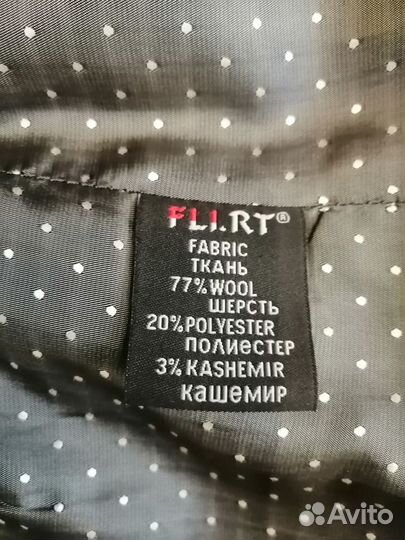 FLI.RT®
FABRIC
ТКАНЬ
77% WOOL
ШЕРСТЬ
20% POLYESTER
ПОЛИЕСТЕР
3% KASHEMIR
Кашемир
Avito